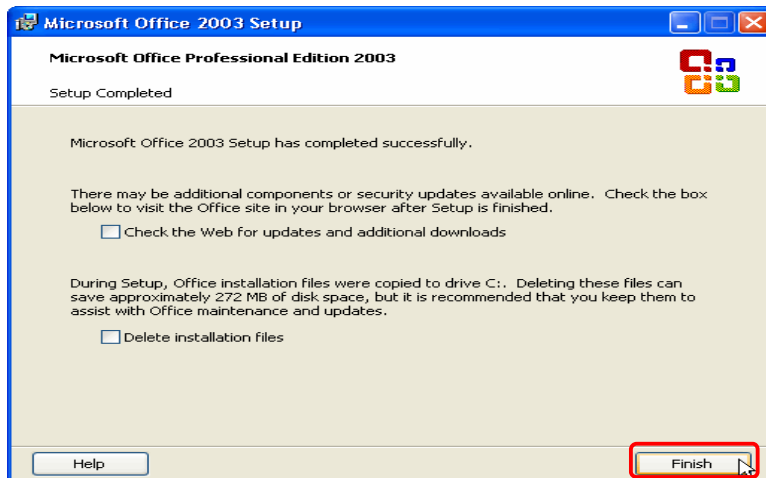 Microsoft Office 2003 Setup
Microsoft Office Professional Edition 2003
Setup Completed
Microsoft Office 2003 Setup has completed successfully.
There may be additional components or security updates available online. Check the box
below to visit the Office site in your browser after Setup is finished.
Check the Web for updates and additional downloads
During Setup, Office installation files were copied to drive C:. Deleting these files can
save approximately 272 MB of disk space, but it is recommended that you keep them to
assist with Office maintenance and updates.
Delete installation files
Help
Finish